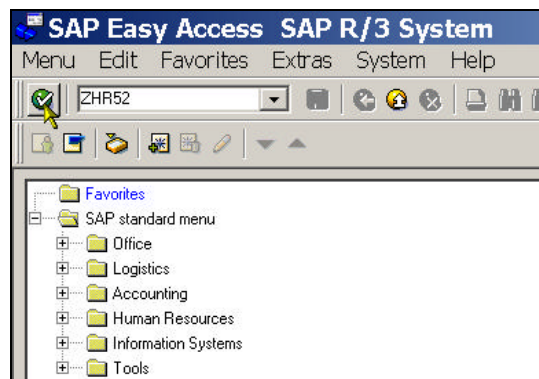 SAP Easy Access SAP R/3 System
Menu Edit Favorites Extras System Help
ZHR52
Favorites
SAP standard menu
Office
Logistics
Accounting
Human Resources
Information Systems
Tools